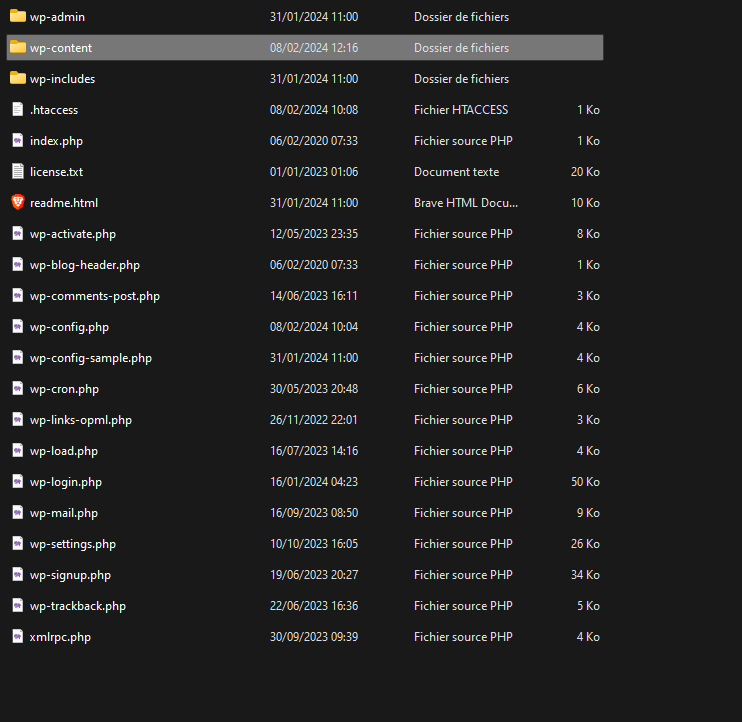 wp-admin 31/01/2024 11:00 Dossier de fichiers
wp-content 08/02/2024 12:16 Dossier de fichiers
wp-includes 31/01/2024 11:00 Dossier de fichiers
.htaccess 08/02/2024 10:08 Fichier HTACCESS 1 Ko
index.php 06/02/2020 07:33 Fichier source PHP 1 Ko
license.txt 01/01/2023 01:06 Document texte 20 Ko
readme.html 31/01/2024 11:00 Brave HTML Docu... 10 Ko
wp-activate.php 12/05/2023 23:35 Fichier source PHP 8 Ko
wp-blog-header.php 06/02/2020 07:33 Fichier source PHP 1 Ko
wp-comments-post.php 14/06/2023 16:11 Fichier source PHP 3 Ko
wp-config.php 08/02/2024 10:04 Fichier source PHP 4 Ko
wp-config-sample.php 31/01/2024 11:00 Fichier source PHP 4 Ko
wp-cron.php 30/05/2023 20:48 Fichier source PHP 6 Ko
wp-links-opml.php 26/11/2022 22:01 Fichier source PHP 3 Ko
wp-load.php 16/07/2023 14:16 Fichier source PHP 4 Ko
wp-login.php 16/01/2024 04:23 Fichier source PHP 50 Ko
wp-mail.php 16/09/2023 08:50 Fichier source PHP 9 Ko
wp-settings.php 10/10/2023 16:05 Fichier source PHP 26 Ko
wp-signup.php 19/06/2023 20:27 Fichier source PHP 34 Ko
wp-trackback.php 22/06/2023 16:36 Fichier source PHP 5 Ko
xmlrpc.php 30/09/2023 09:39 Fichier source PHP 4 Ko